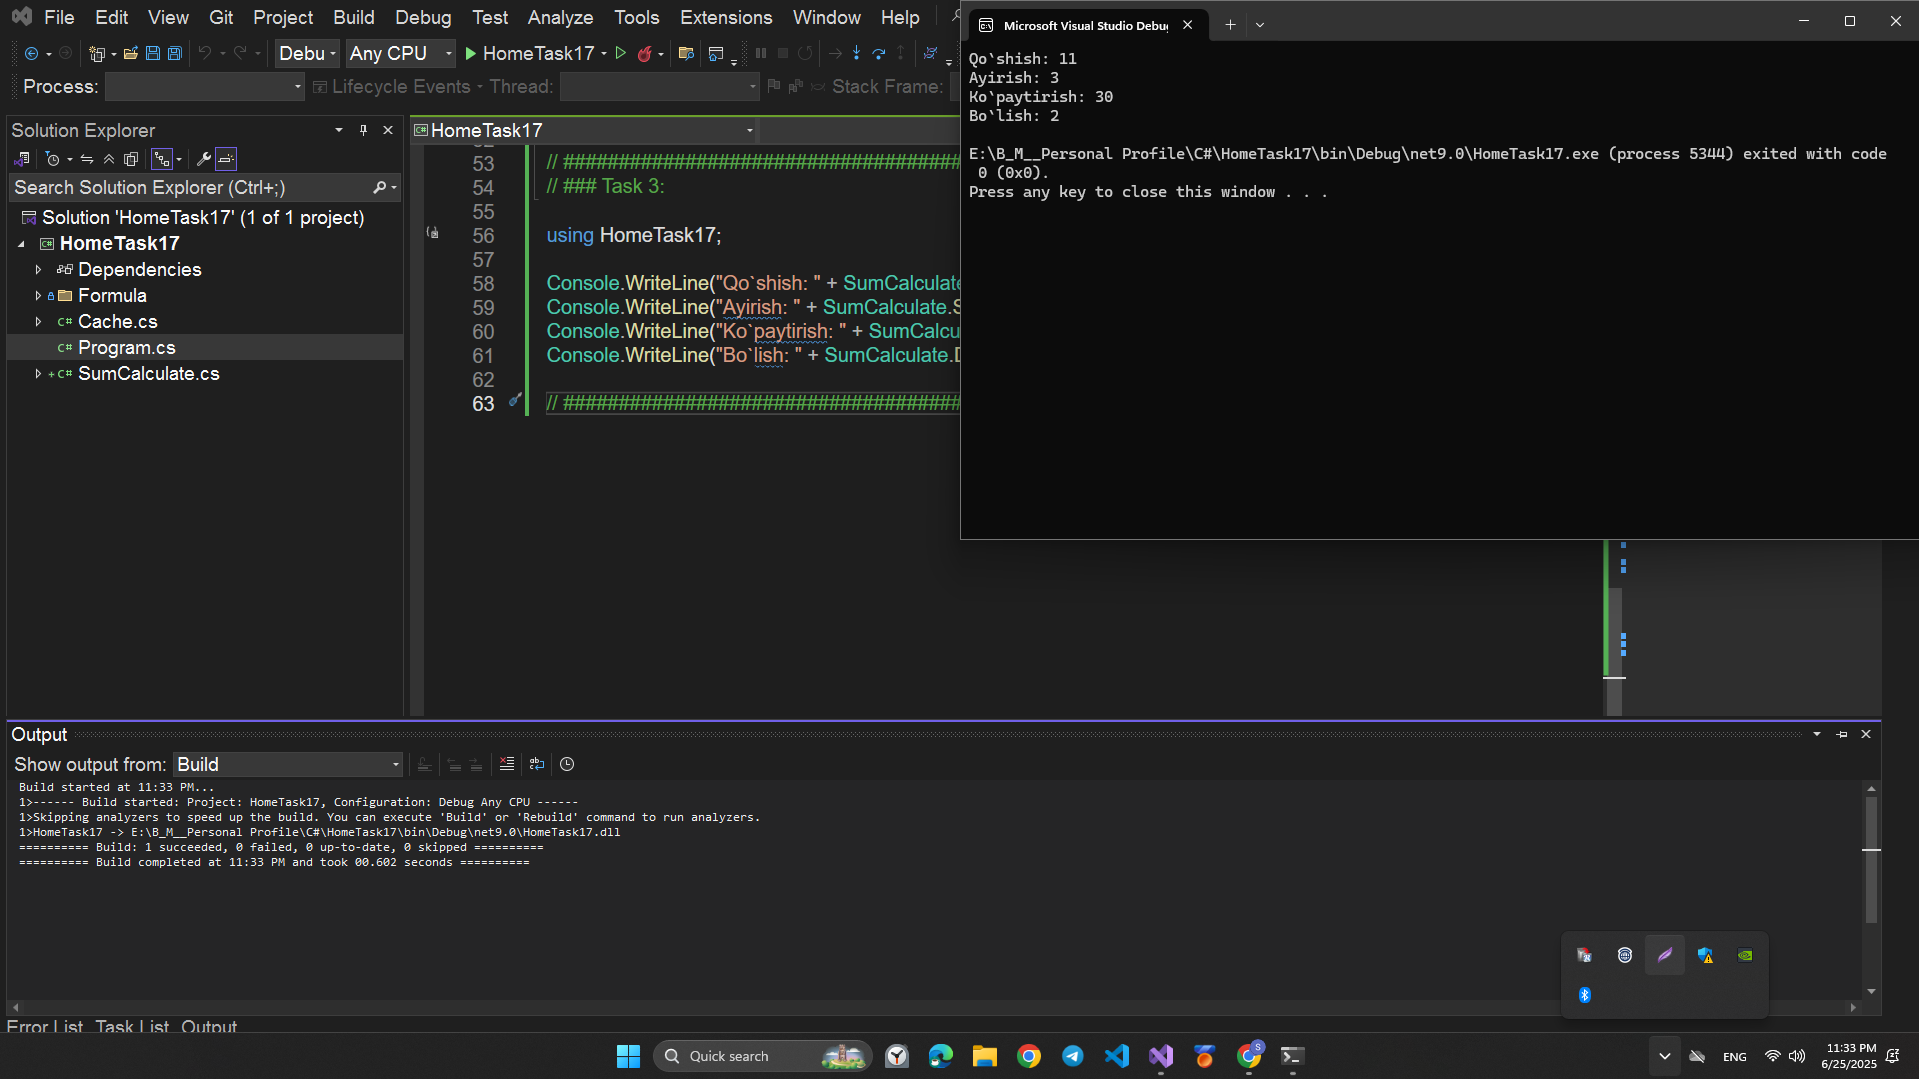 File Edit View Git Project Build Debug Test Analyze Tools Extensions Window Help
Debu Any CPU HomeTask17
Process: Lifecycle Events Thread: Stack Frame:
Solution Explorer
Search Solution Explorer (Ctrl+;)
Solution 'HomeTask17' (1 of 1 project)
HomeTask17
Dependencies
Formula
Cache.cs
Program.cs
SumCalculate.cs
HomeTask17
53 // ####################################
54 // ### Task 3:
55
56 using HomeTask17;
57
58 Console.WriteLine("Qo`shish: " + SumCalculate
59 Console.WriteLine("Ayirish: " + SumCalculate.S
60 Console.WriteLine("Ko`paytirish: " + SumCalcu
61 Console.WriteLine("Bo`lish: " + SumCalculate.D
62
63 // ####################################
Microsoft Visual Studio Debug
Qo`shish: 11
Ayirish: 3
Ko`paytirish: 30
Bo`lish: 2
E:\B_M__Personal Profile\C#\HomeTask17\bin\Debug\net9.0\HomeTask17.exe (process 5344) exited with code
0 (0x0).
Press any key to close this window . . .
Output
Show output from: Build
Build started at 11:33 PM...
1>------ Build started: Project: HomeTask17, Configuration: Debug Any CPU ------
1>Skipping analyzers to speed up the build. You can execute 'Build' or 'Rebuild' command to run analyzers.
1>HomeTask17 -> E:\B_M__Personal Profile\C#\HomeTask17\bin\Debug\net9.0\HomeTask17.dll
========== Build: 1 succeeded, 0 failed, 0 up-to-date, 0 skipped ==========
========== Build completed at 11:33 PM and took 00.602 seconds ==========
Error List Task List Output
Quick search
ENG
11:33 PM
6/25/2025